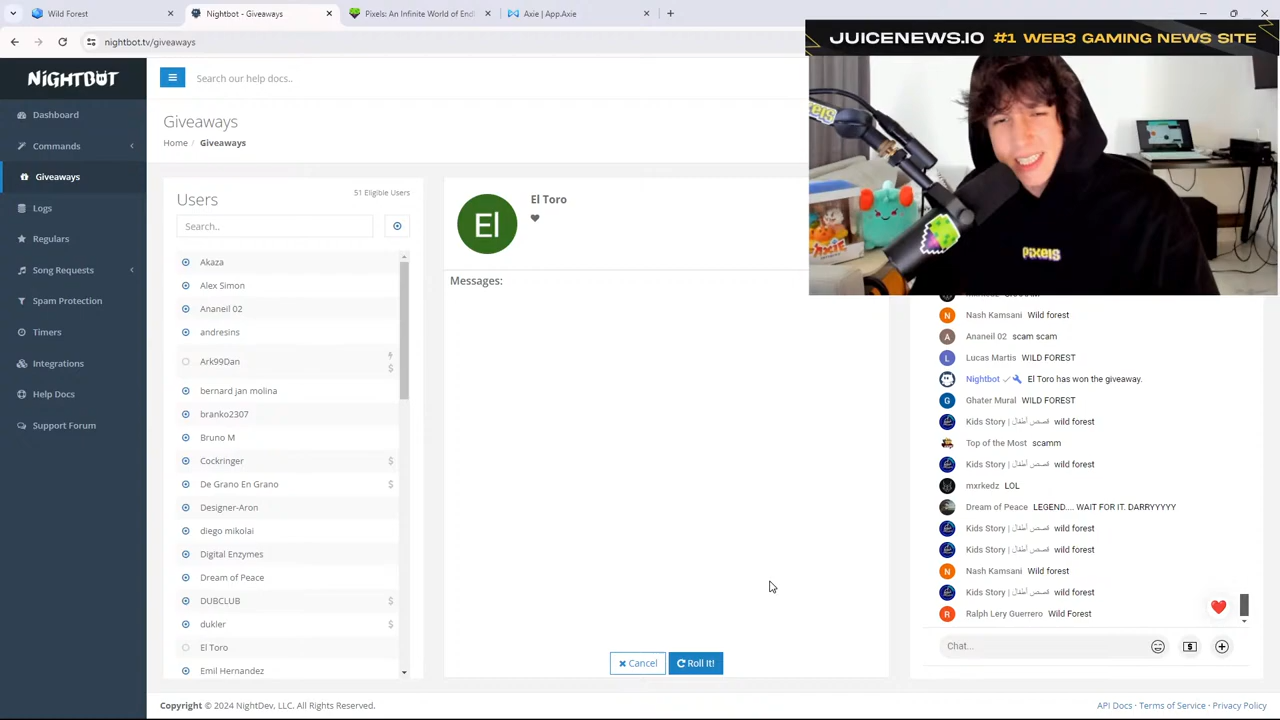 Wild Forest
Nightbot - Giveaways
Pixels: An Infinite World of End
Axie | App.Axie
nightbot.tv/giveaways
JUICENEWS.IO #1 WEB3 GAMING NEWS SITE
NiGHTBOT
Search our help docs..
Dashboard
Commands
Giveaways
Logs
Regulars
Song Requests
Spam Protection
Timers
Integrations
Help Docs
Support Forum
Giveaways
Home / Giveaways
Users
51 Eligible Users
Search..
Akaza
Alex Simon
Ananeil 02
andresins
Ark99Dan
bernard jan molina
branko2307
Bruno M
Cockringer
De Grano En Grano
Designer-Aron
diego mikolai
Digital Enzymes
Dream of Peace
DUBCLUB
dukler
El Toro
Emil Hernandez
El
El Toro
Messages:
Cancel
Roll It!
pixels
Nash Kamsani Wild forest
Ananeil 02 scam scam
Lucas Martis WILD FOREST
Nightbot El Toro has won the giveaway.
Ghater Mural WILD FOREST
Kids Story | قصص أطفال wild forest
Top of the Most scamm
Kids Story | قصص أطفال wild forest
mxrkedz LOL
Dream of Peace LEGEND.... WAIT FOR IT. DARRYYYYY
Kids Story | قصص أطفال wild forest
Kids Story | قصص أطفال wild forest
Nash Kamsani Wild forest
Kids Story | قصص أطفال wild forest
Ralph Lery Guerrero Wild Forest
Chat...
Copyright © 2024 NightDev, LLC. All Rights Reserved.
API Docs · Terms of Service · Privacy Policy